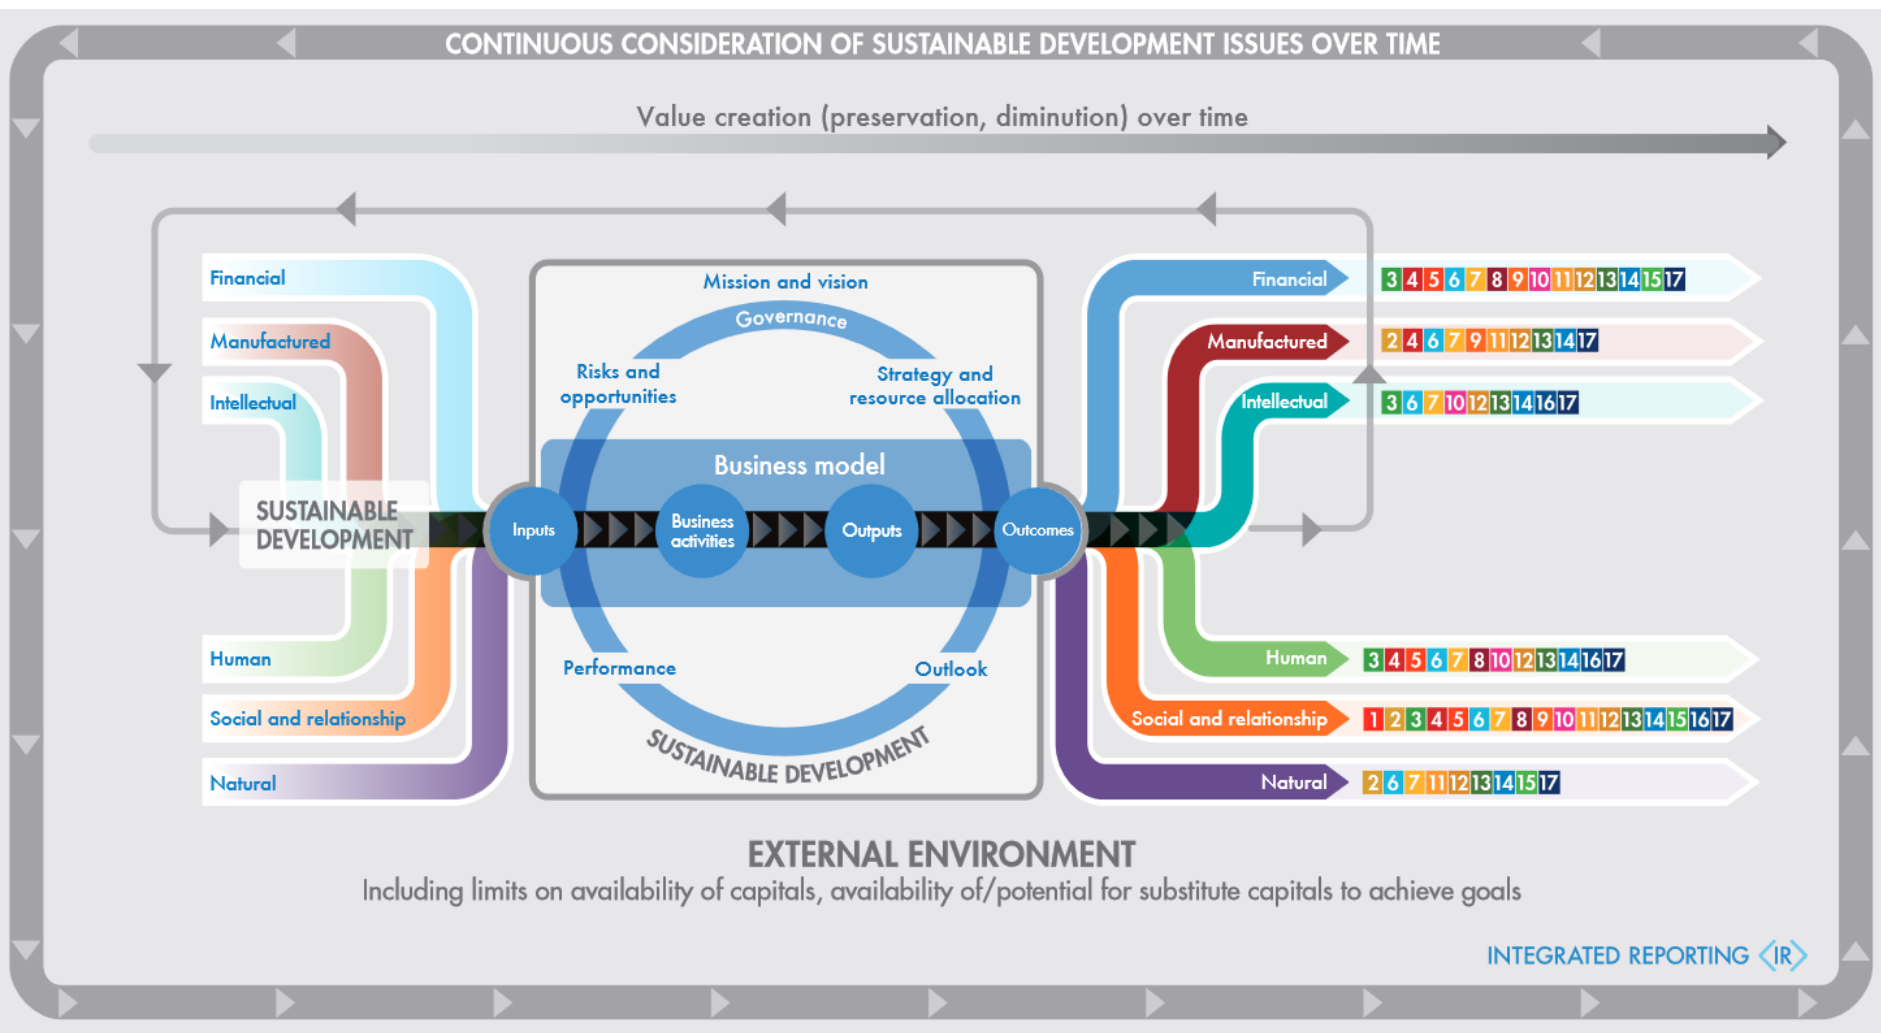 CONTINUOUS CONSIDERATION OF SUSTAINABLE DEVELOPMENT ISSUES OVER TIME
Value creation (preservation, diminution) over time
Financial
Manufactured
Intellectual
SUSTAINABLE
DEVELOPMENT
Human
Social and relationship
Natural
Mission and vision
Governance
Risks and
opportunities
Strategy and
resource allocation
Business model
Inputs
Business
activities
Outputs
Outcomes
Performance
Outlook
SUSTAINABLE DEVELOPMENT
Financial 3 4 5 6 7 8 9 10 11 12 13 14 15 17
Manufactured 2 4 6 7 9 11 12 13 14 17
Intellectual 3 6 7 10 12 13 14 16 17
Human 3 4 5 6 7 8 10 12 13 14 16 17
Social and relationship 1 2 3 4 5 6 7 8 9 10 11 12 13 14 15 16 17
Natural 2 6 7 11 12 13 14 15 17
EXTERNAL ENVIRONMENT
Including limits on availability of capitals, availability of/potential for substitute capitals to achieve goals
INTEGRATED REPORTING <IR>